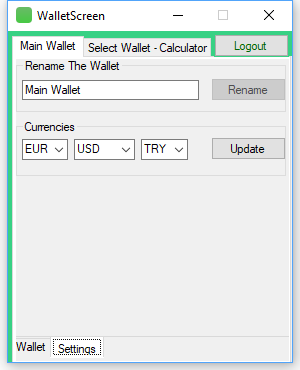 WalletScreen
Main Wallet Select Wallet - Calculator Logout
Rename The Wallet
Main Wallet Rename
Currencies
EUR USD TRY Update
Wallet Settings